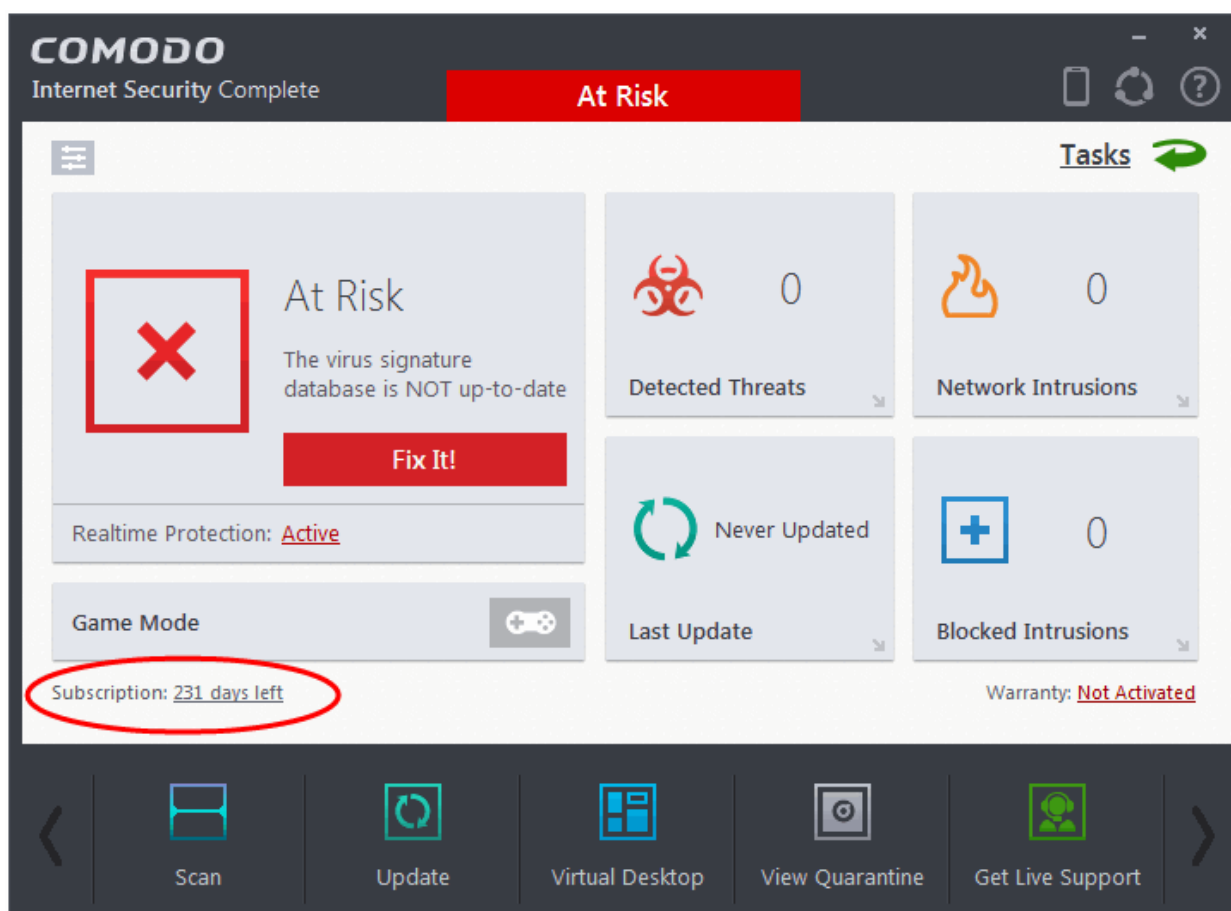 COMODO
Internet Security Complete
At Risk
Tasks
At Risk
The virus signature
database is NOT up-to-date
Fix It!
Realtime Protection: Active
Game Mode
0
Detected Threats
0
Network Intrusions
Never Updated
Last Update
0
Blocked Intrusions
Subscription: 231 days left
Warranty: Not Activated
Scan
Update
Virtual Desktop
View Quarantine
Get Live Support